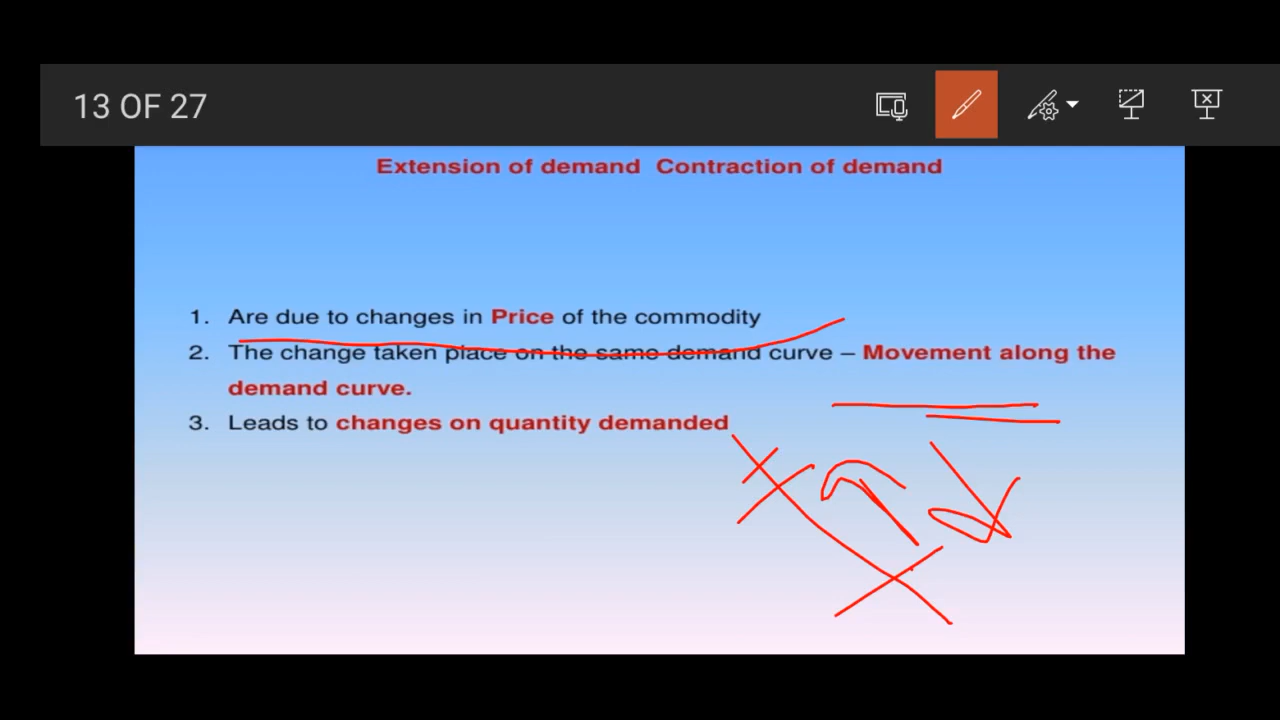 13 OF 27
Extension of demand Contraction of demand
1. Are due to changes in Price of the commodity
2. The change taken place on the same demand curve – Movement along the
demand curve.
3. Leads to changes on quantity demanded